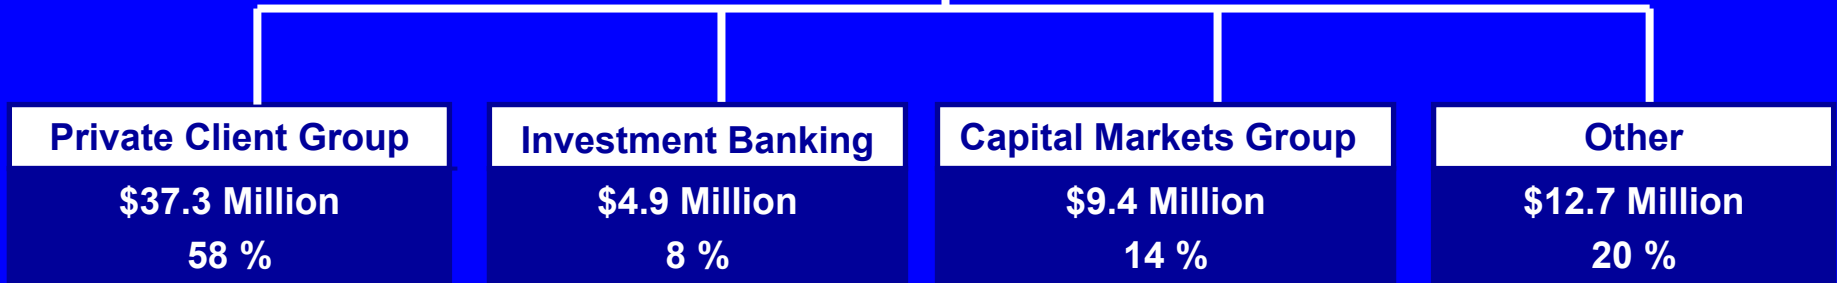 Private Client Group
$37.3 Million
58 %
Investment Banking
$4.9 Million
8 %
Capital Markets Group
$9.4 Million
14 %
Other
$12.7 Million
20 %